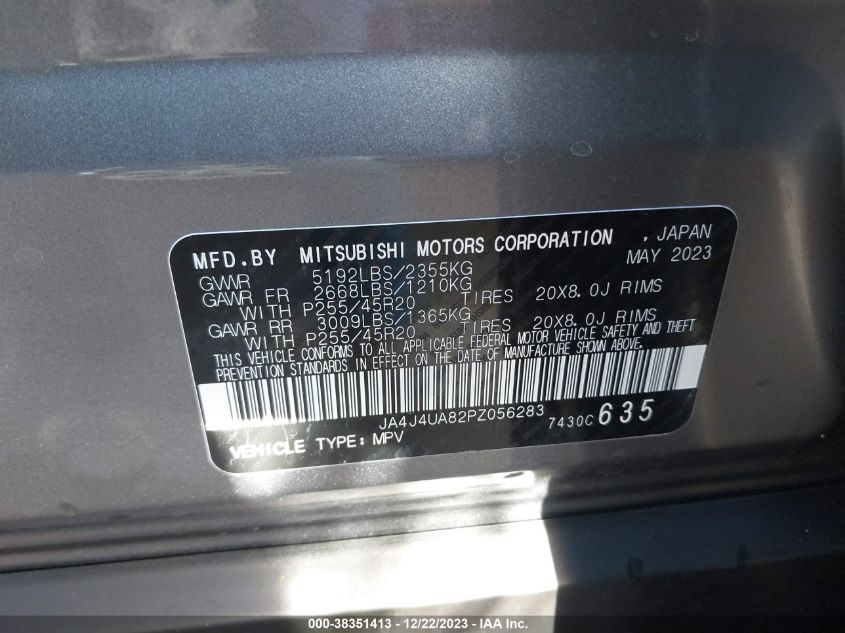 MFD.BY MITSUBISHI MOTORS CORPORATION , JAPAN
GVWR 5192LBS/2355KG MAY 2023
GAWR FR 2668LBS/1210KG
WITH P255/45R20 TIRES 20X8.0J RIMS
GAWR RR 3009LBS/1365KG
WITH P255/45R20 TIRES 20X8.0J RIMS
THIS VEHICLE CONFORMS TO ALL APPLICABLE FEDERAL MOTOR VEHICLE SAFETY AND THEFT
PREVENTION STANDARDS IN EFFECT ON THE DATE OF MANUFACTURE SHOWN ABOVE.
JA4J4UA82PZ056283 7430C 635
VEHICLE TYPE: MPV
000-38351413 - 12/22/2023 - IAA Inc.